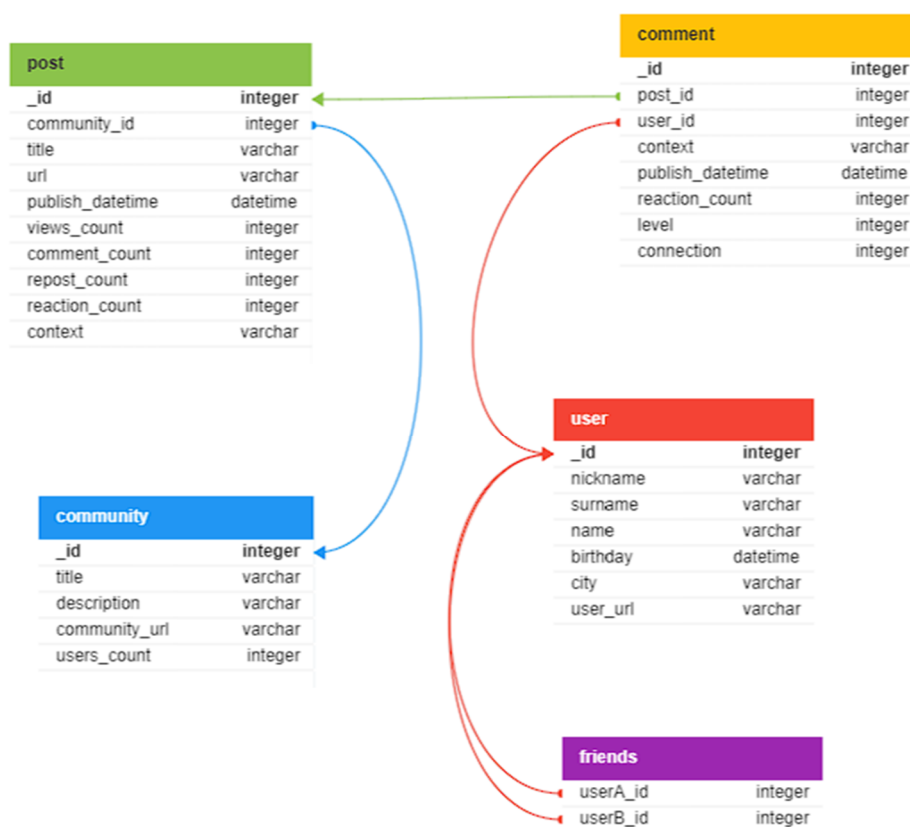 post
_id integer
community_id integer
title varchar
url varchar
publish_datetime datetime
views_count integer
comment_count integer
repost_count integer
reaction_count integer
context varchar
comment
_id integer
post_id integer
user_id integer
context varchar
publish_datetime datetime
reaction_count integer
level integer
connection integer
community
_id integer
title varchar
description varchar
community_url varchar
users_count integer
user
_id integer
nickname varchar
surname varchar
name varchar
birthday datetime
city varchar
user_url varchar
friends
userA_id integer
userB_id integer